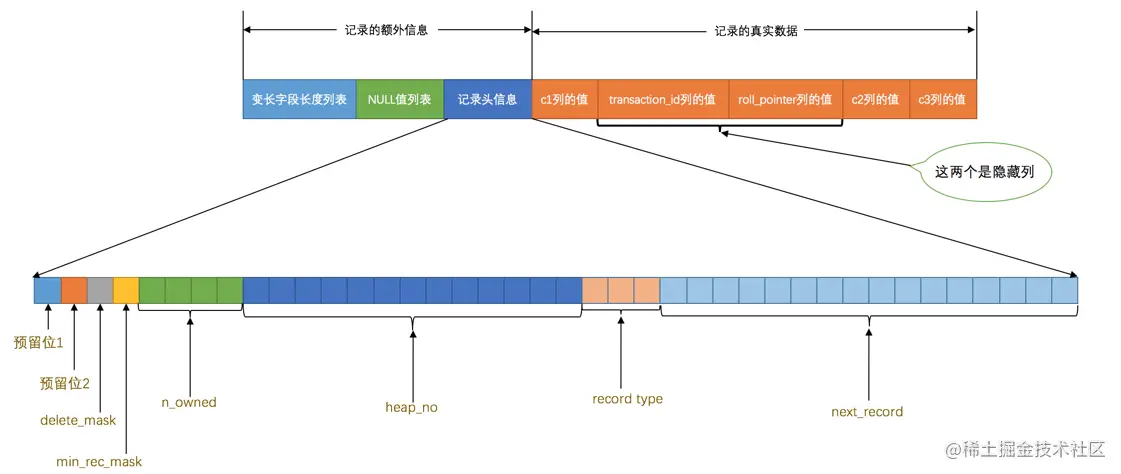 记录的额外信息
记录的真实数据
变长字段长度列表
NULL值列表
记录头信息
c1列的值
transaction_id列的值
roll_pointer列的值
c2列的值
c3列的值
这两个是隐藏列
预留位1
预留位2
delete_mask
min_rec_mask
n_owned
heap_no
record type
next_record
@稀土掘金技术社区